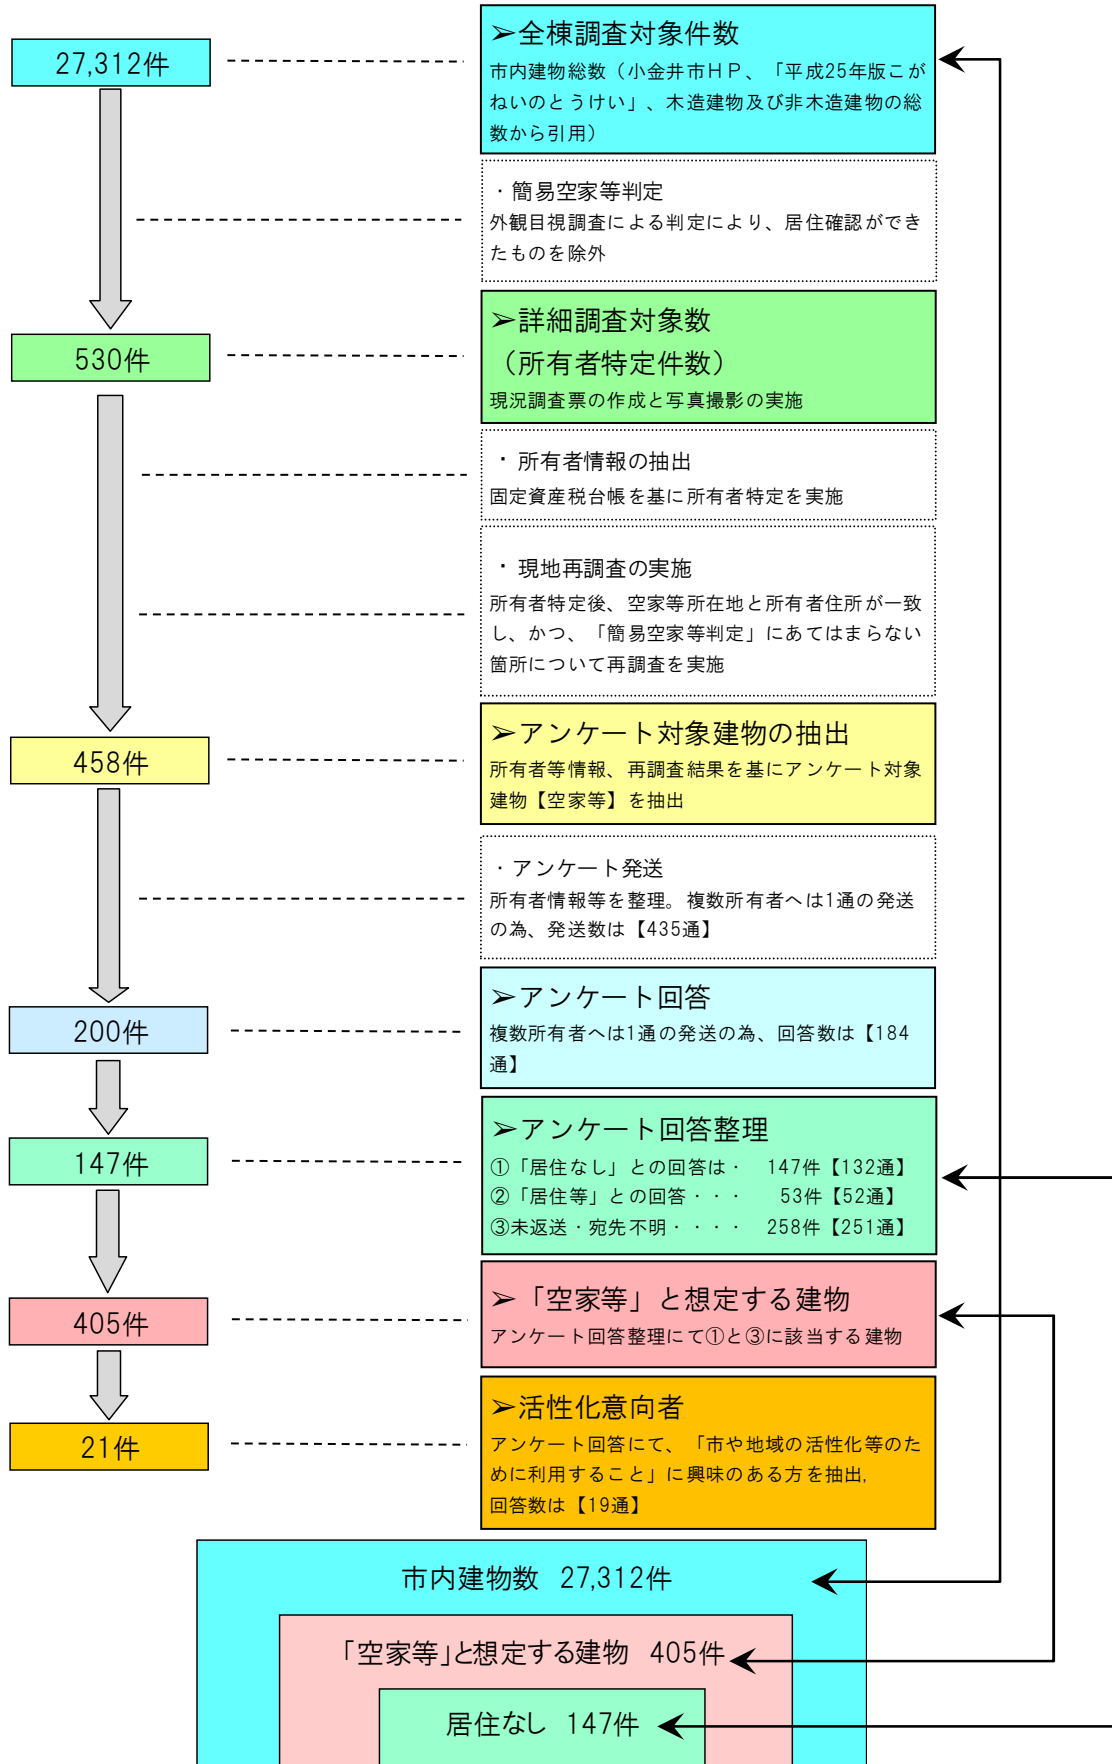 27,312件
➢全棟調査対象件数
市内建物総数（小金井市ＨＰ、「平成25年版こが
ねいのとうけい」、木造建物及び非木造建物の総
数から引用）
・簡易空家等判定
外観目視調査による判定により、居住確認ができ
たものを除外
530件
➢詳細調査対象数
（所有者特定件数）
現況調査票の作成と写真撮影の実施
・所有者情報の抽出
固定資産税台帳を基に所有者特定を実施
・現地再調査の実施
所有者特定後、空家等所在地と所有者住所が一致
し、かつ、「簡易空家等判定」にあてはまらない
箇所について再調査を実施
458件
➢アンケート対象建物の抽出
所有者等情報、再調査結果を基にアンケート対象
建物【空家等】を抽出
・アンケート発送
所有者情報等を整理。複数所有者へは1通の発送
の為、発送数は【435通】
200件
➢アンケート回答
複数所有者へは1通の発送の為、回答数は【184
通】
147件
➢アンケート回答整理
①「居住なし」との回答は・　147件【132通】
②「居住等」との回答・・・　53件【52通】
③未返送・宛先不明・・・・　258件【251通】
405件
➢「空家等」と想定する建物
アンケート回答整理にて①と③に該当する建物
21件
➢活性化意向者
アンケート回答にて、「市や地域の活性化等のた
めに利用すること」に興味のある方を抽出,
回答数は【19通】
市内建物数　27,312件
「空家等」と想定する建物　405件
居住なし　147件